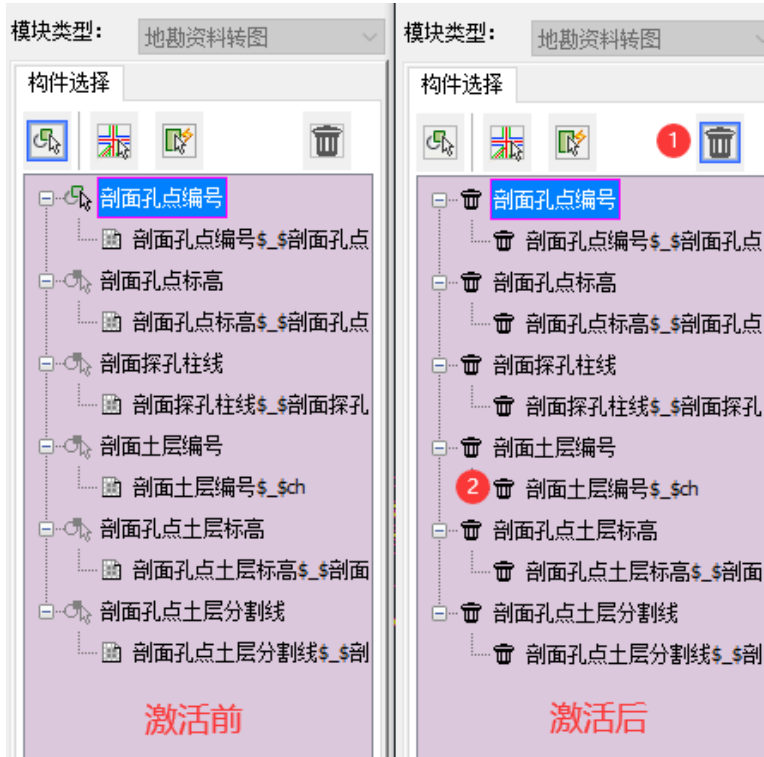 模块类型:
地勘资料转图
构件选择
剖面孔点编号
剖面孔点编号$_$剖面孔点
剖面孔点标高
剖面孔点标高$_$剖面孔点
剖面探孔柱线
剖面探孔柱线$_$剖面探孔
剖面土层编号
剖面土层编号$_$ch
剖面孔点土层标高
剖面孔点土层标高$_$剖面
剖面孔点土层分割线
剖面孔点土层分割线$_$剖
激活前
模块类型:
地勘资料转图
构件选择
1
剖面孔点编号
剖面孔点编号$_$剖面孔点
剖面孔点标高
剖面孔点标高$_$剖面孔点
剖面探孔柱线
剖面探孔柱线$_$剖面探孔
剖面土层编号
2 剖面土层编号$_$ch
剖面孔点土层标高
剖面孔点土层标高$_$剖面
剖面孔点土层分割线
剖面孔点土层分割线$_$剖
激活后